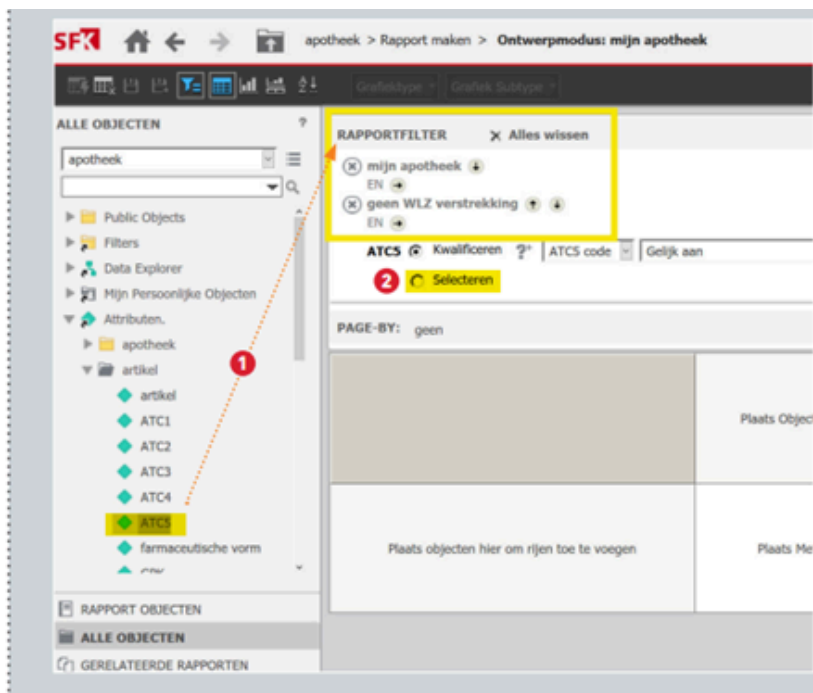 SFK
apotheek > Rapport maken > Ontwerpmodus: mijn apotheek
Grafiektype
Grafiek Subtype
ALLE OBJECTEN ?
apotheek
Public Objects
Filters
Data Explorer
Mijn Persoonlijke Objecten
Attributen.
apotheek
artikel
artikel
ATC1
ATC2
ATC3
ATC4
ATC5
farmaceutische vorm
RAPPORT OBJECTEN
ALLE OBJECTEN
GERELATEERDE RAPPORTEN
1
RAPPORTFILTER Alles wissen
mijn apotheek
EN
geen WLZ verstrekking
EN
ATC5 Kwalificeren ?+ ATC5 code Gelijk aan
2 Selecteren
PAGE-BY: geen
Plaats Objec
Plaats objecten hier om rijen toe te voegen
Plaats Me